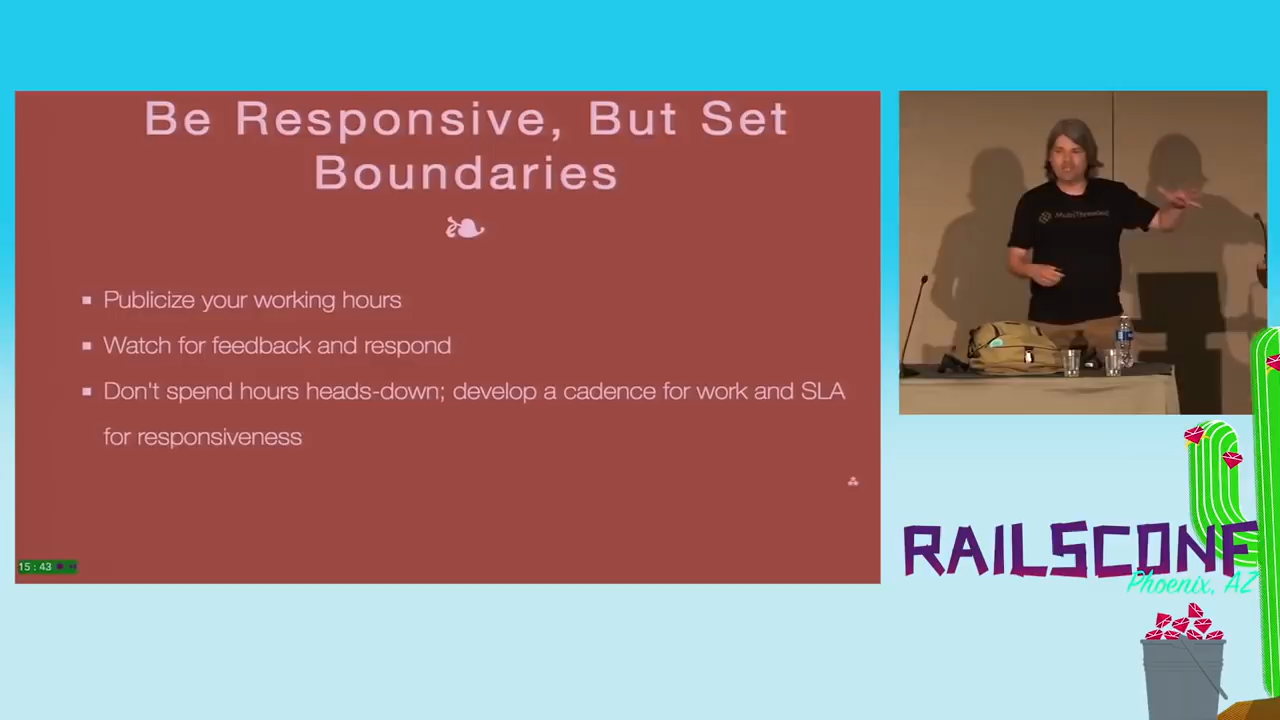 Be Responsive, But Set
Boundaries
Publicize your working hours
Watch for feedback and respond
Don't spend hours heads-down; develop a cadence for work and SLA
for responsiveness
15:43
RAILSCONF
Phoenix, AZ